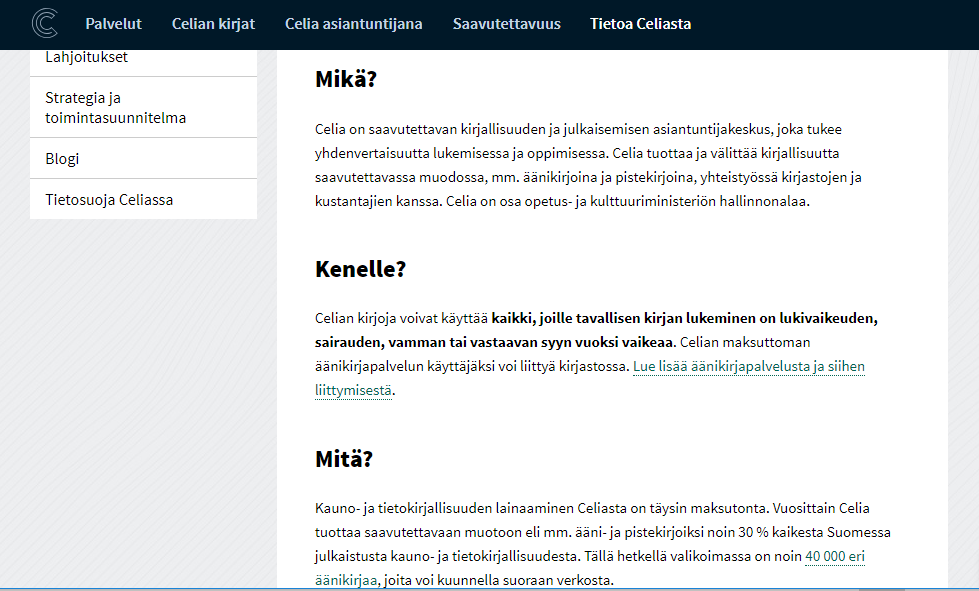 Palvelut Celian kirjat Celia asiantuntijana Saavutettavuus Tietoa Celiasta
Lahjoitukset
Strategia ja
toimintasuunnitelma
Blogi
Tietosuoja Celiassa
Mikä?
Celia on saavutettavan kirjallisuuden ja julkaisemisen asiantuntijakeskus, joka tukee
yhdenvertaisuutta lukemisessa ja oppimisessa. Celia tuottaa ja välittää kirjallisuutta
saavutettavassa muodossa, mm. äänikirjoina ja pistekirjoina, yhteistyössä kirjastojen ja
kustantajien kanssa. Celia on osa opetus- ja kulttuuriministeriön hallinnonalaa.
Kenelle?
Celian kirjoja voivat käyttää kaikki, joille tavallisen kirjan lukeminen on lukivaikeuden,
sairauden, vamman tai vastaavan syyn vuoksi vaikeaa. Celian maksuttoman
äänikirjapalvelun käyttäjäksi voi liittyä kirjastossa. Lue lisää äänikirjapalvelusta ja siihen
liittymisestä.
Mitä?
Kauno- ja tietokirjallisuuden lainaaminen Celiasta on täysin maksutonta. Vuosittain Celia
tuottaa saavutettavaan muotoon eli mm. ääni- ja pistekirjoiksi noin 30 % kaikesta Suomessa
julkaistusta kauno- ja tietokirjallisuudesta. Tällä hetkellä valikoimassa on noin 40 000 eri
äänikirjaa, joita voi kuunnella suoraan verkosta.